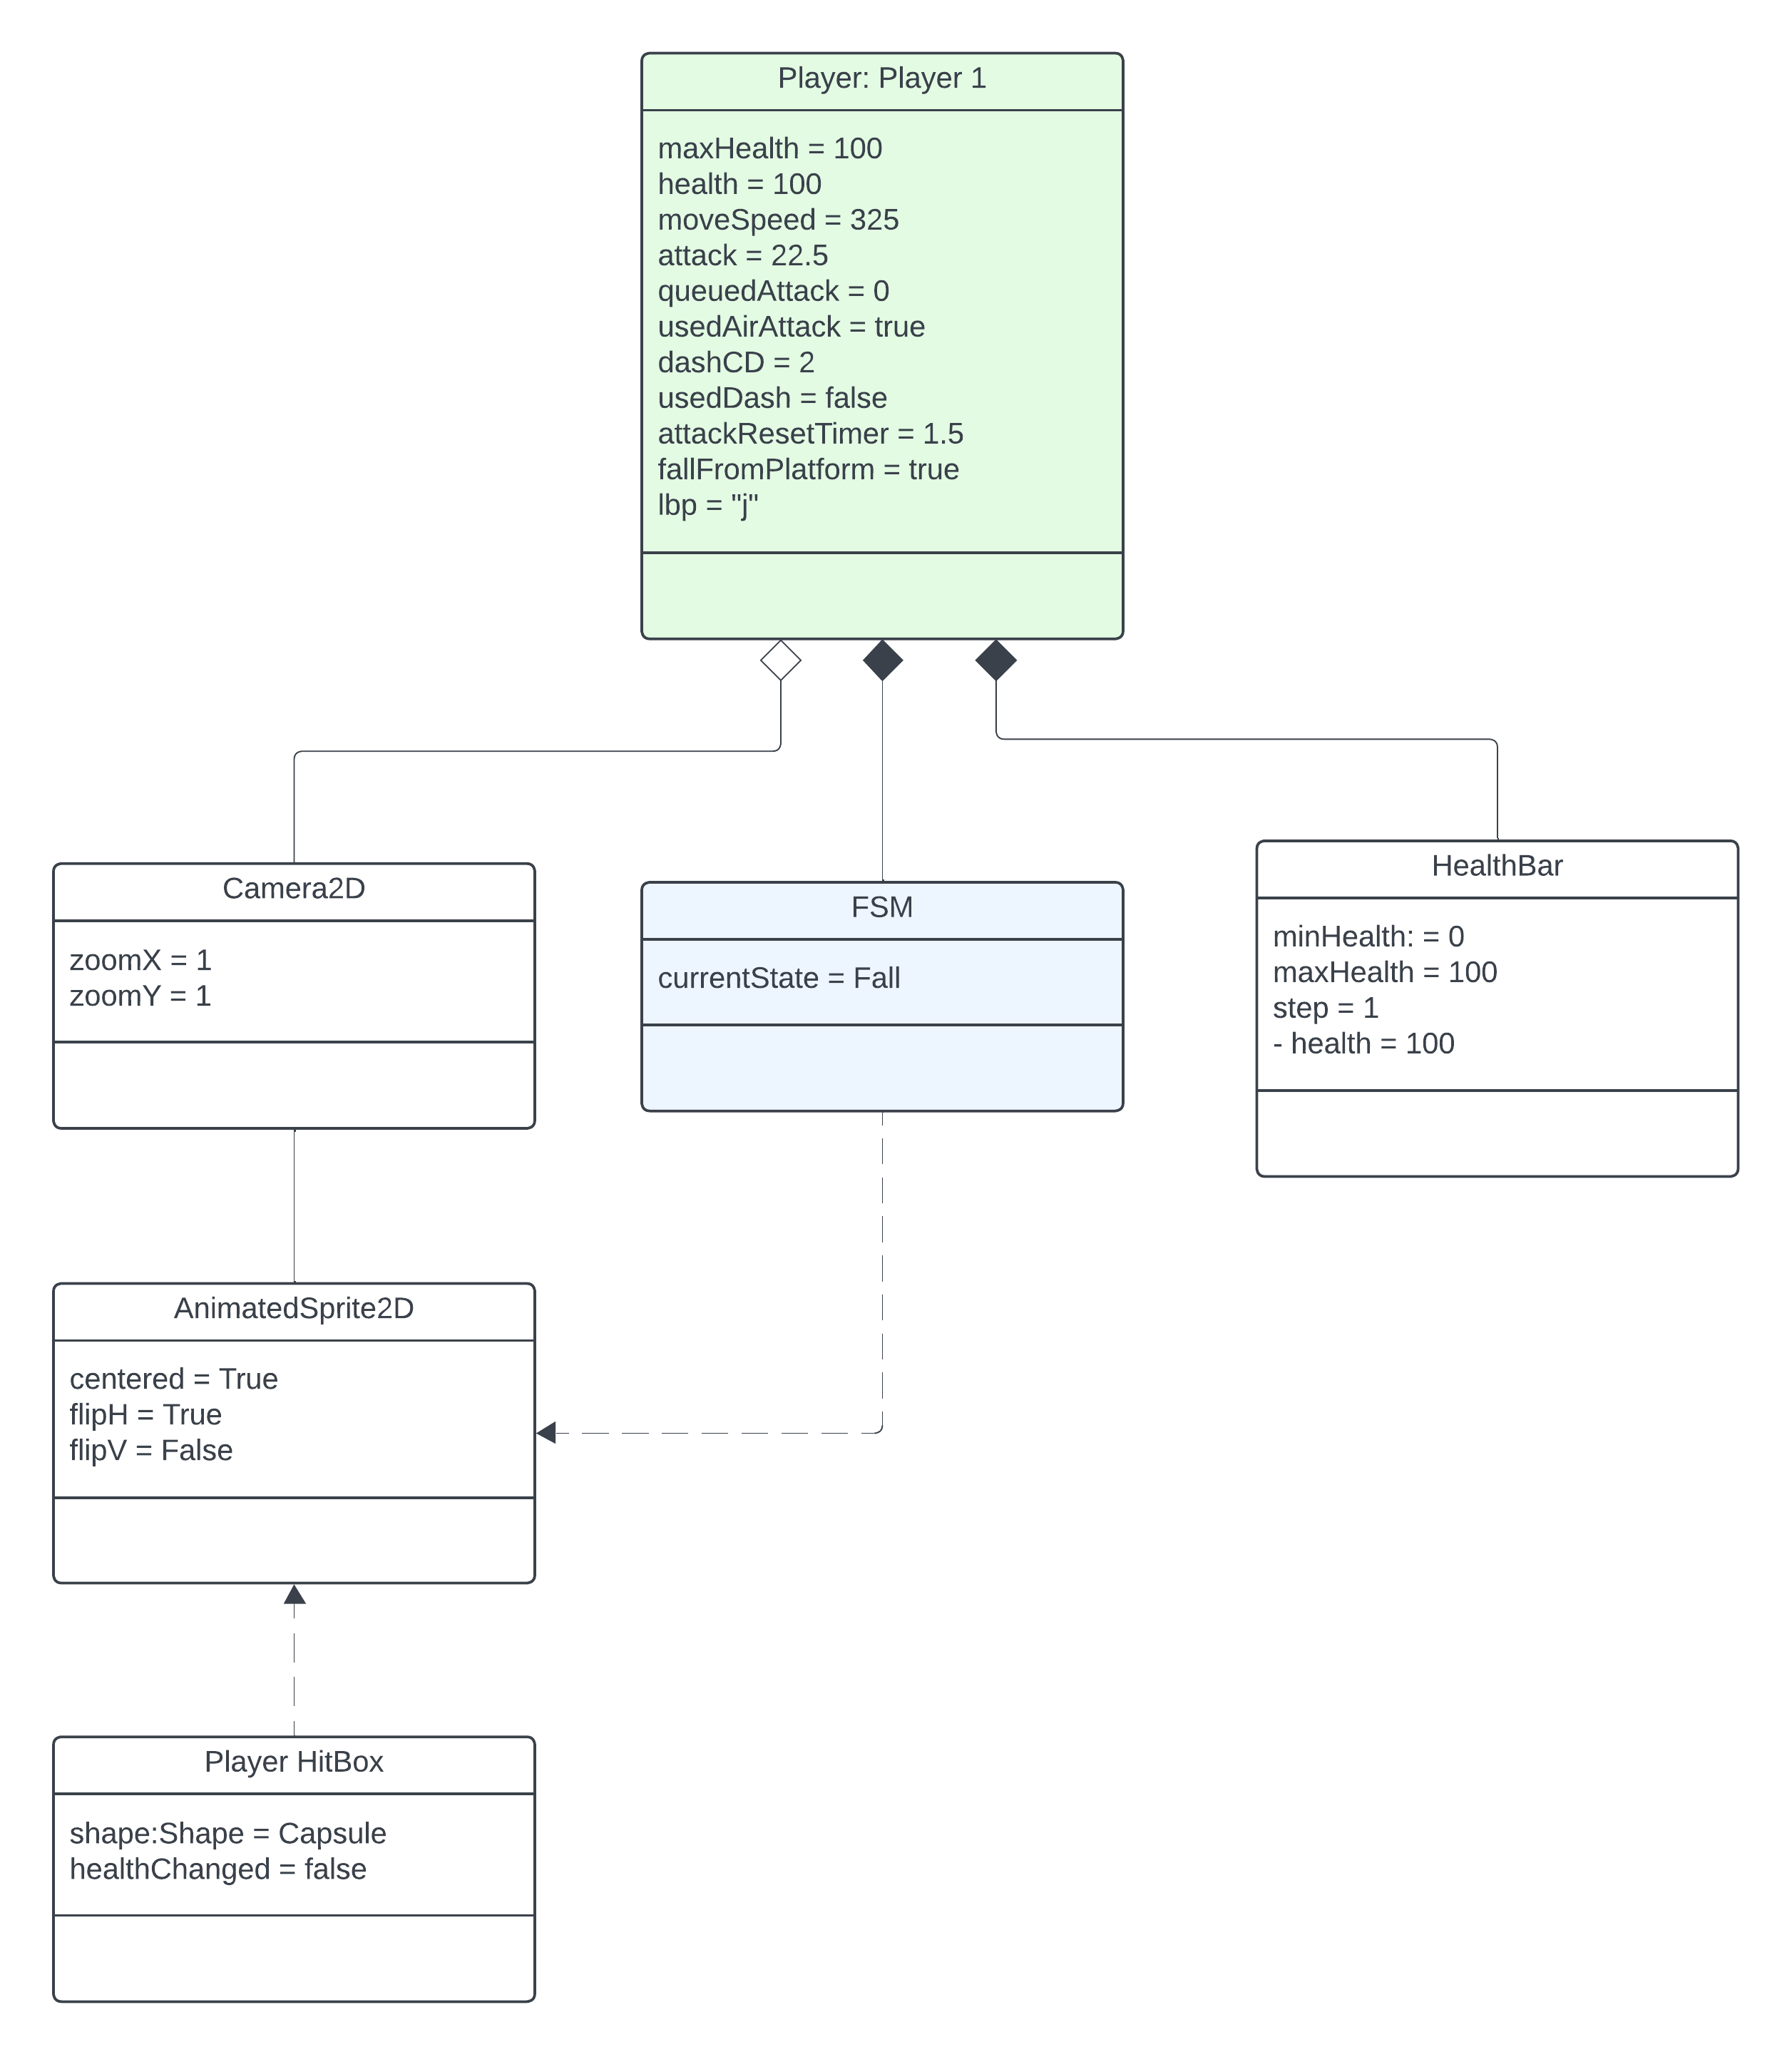 Player: Player 1
maxHealth = 100
health = 100
moveSpeed = 325
attack = 22.5
queuedAttack = 0
usedAirAttack = true
dashCD = 2
usedDash = false
attackResetTimer = 1.5
fallFromPlatform = true
lbp = "j"
Camera2D
zoomX = 1
zoomY = 1
FSM
currentState = Fall
HealthBar
minHealth: = 0
maxHealth = 100
step = 1
- health = 100
AnimatedSprite2D
centered = True
flipH = True
flipV = False
Player HitBox
shape:Shape = Capsule
healthChanged = false